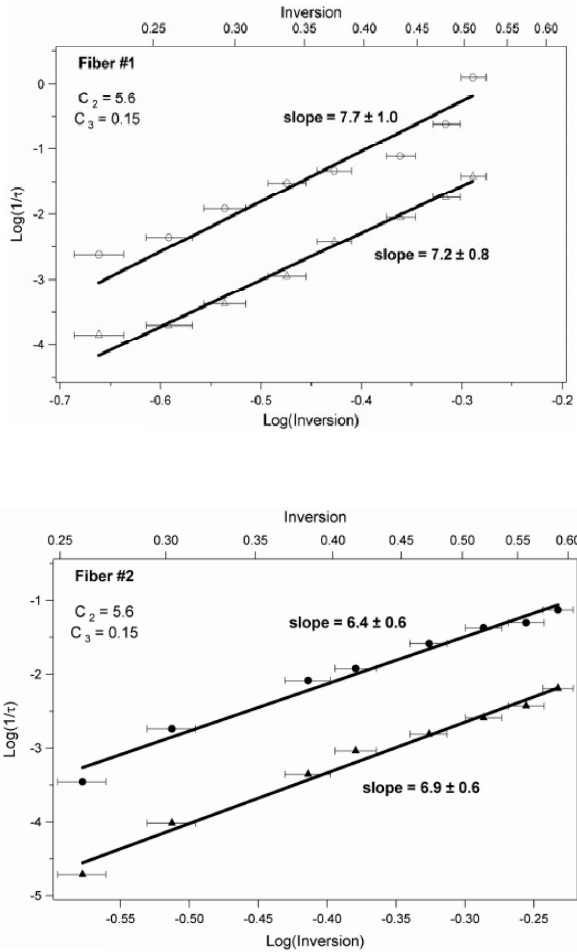 Inversion
0.25 0.30 0.35 0.40 0.45 0.50 0.55 0.60
Fiber #1
C2 = 5.6
C3 = 0.15
slope = 7.7 ± 1.0
slope = 7.2 ± 0.8
Log(1/τ)
0
-1
-2
-3
-4
-0.7 -0.6 -0.5 -0.4 -0.3 -0.2
Log(Inversion)
Inversion
0.25 0.30 0.35 0.40 0.45 0.50 0.55 0.60
Fiber #2
C2 = 5.6
C3 = 0.15
slope = 6.4 ± 0.6
slope = 6.9 ± 0.6
Log(1/τ)
-1
-2
-3
-4
-5
-0.55 -0.50 -0.45 -0.40 -0.35 -0.30 -0.25
Log(Inversion)